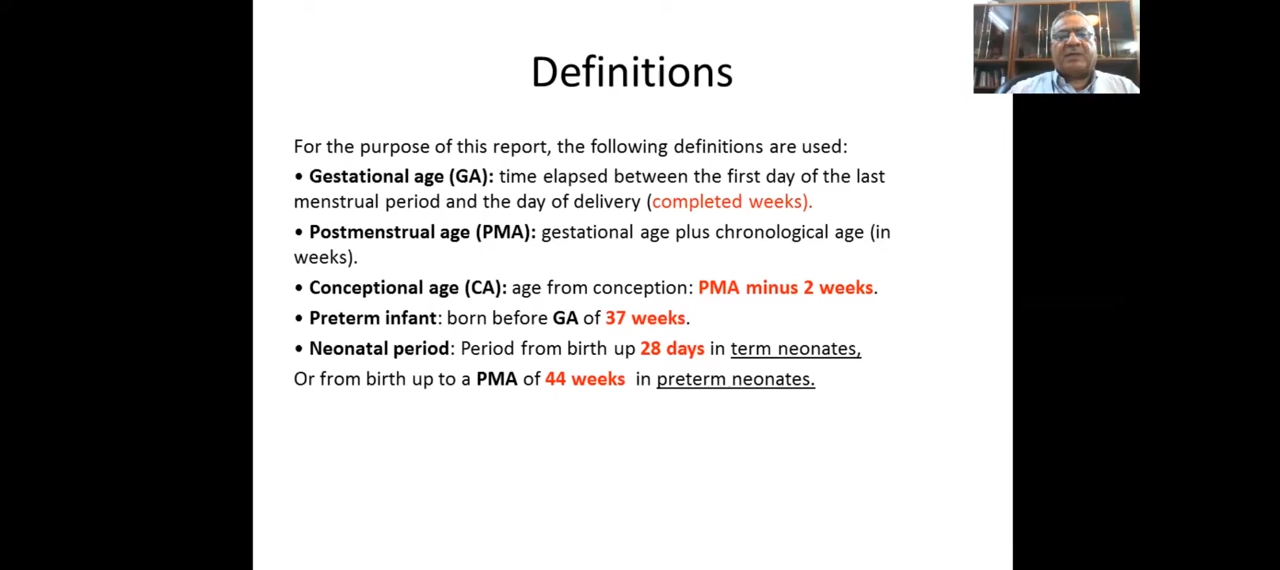 Definitions
For the purpose of this report, the following definitions are used:
• Gestational age (GA): time elapsed between the first day of the last
menstrual period and the day of delivery (completed weeks).
• Postmenstrual age (PMA): gestational age plus chronological age (in
weeks).
• Conceptional age (CA): age from conception: PMA minus 2 weeks.
• Preterm infant: born before GA of 37 weeks.
• Neonatal period: Period from birth up 28 days in term neonates,
Or from birth up to a PMA of 44 weeks in preterm neonates.